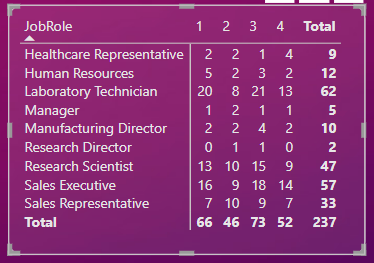 JobRole 1 2 3 4 Total
Healthcare Representative 2 2 1 4 9
Human Resources 5 2 3 2 12
Laboratory Technician 20 8 21 13 62
Manager 1 2 1 1 5
Manufacturing Director 2 2 4 2 10
Research Director 0 1 1 0 2
Research Scientist 13 10 15 9 47
Sales Executive 16 9 18 14 57
Sales Representative 7 10 9 7 33
Total 66 46 73 52 237